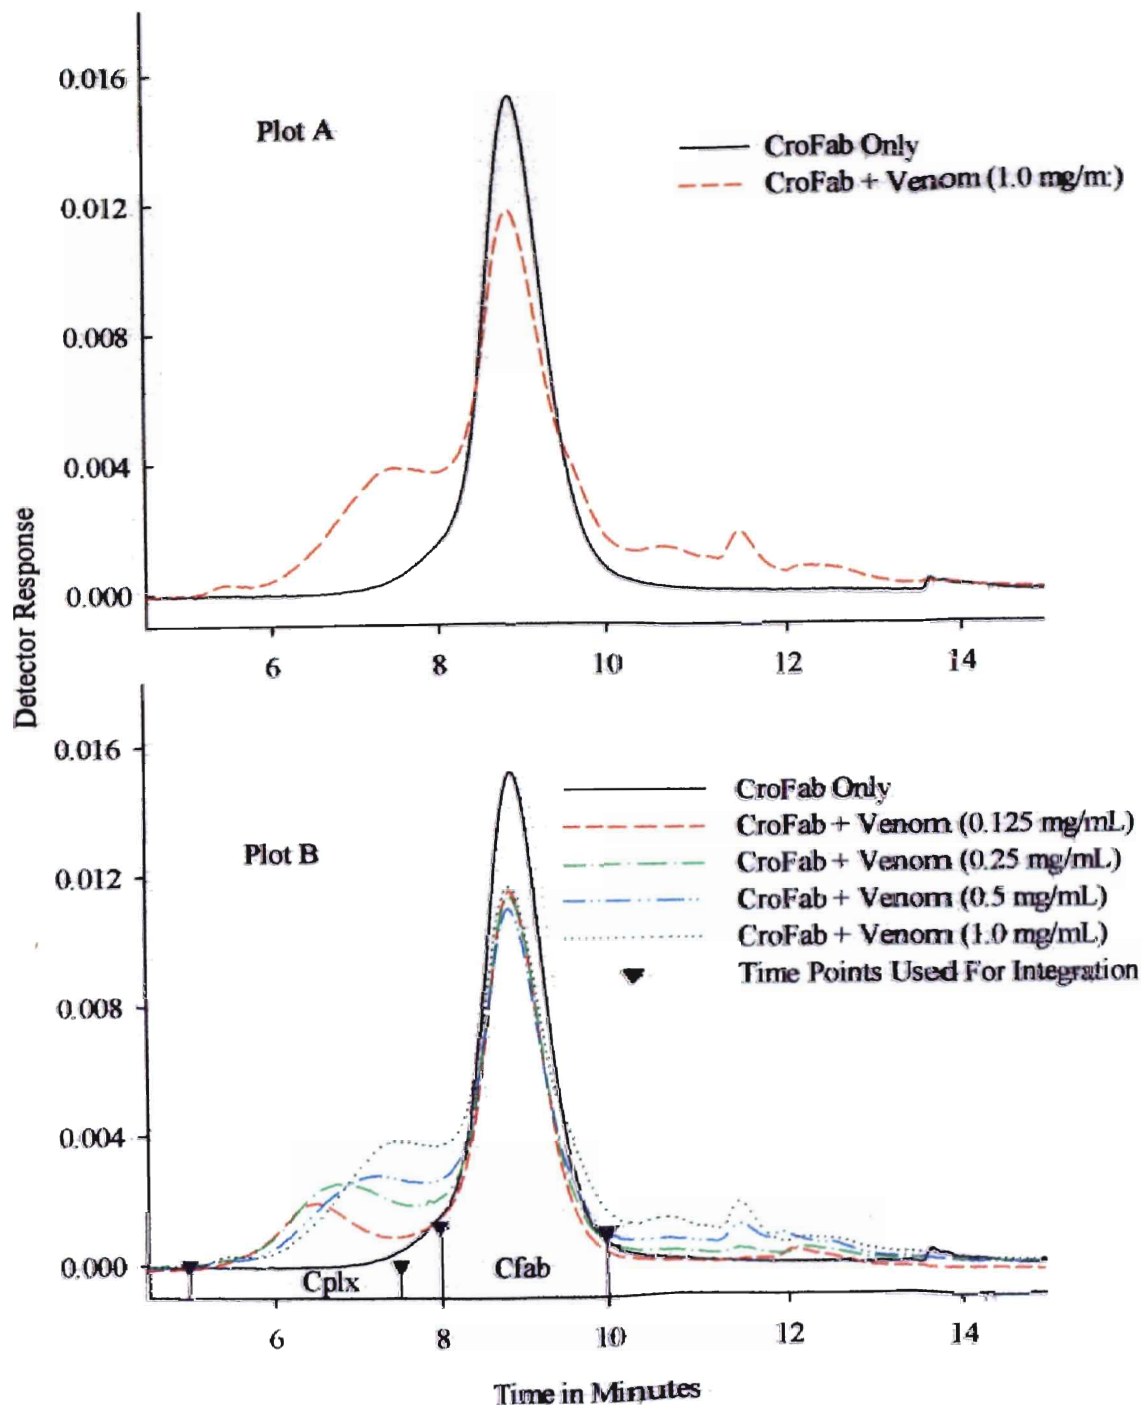 0.016
Plot A
CroFab Only
CroFab + Venom (1.0 mg/m:)
0.012
0.008
0.004
0.000
6 8 10 12 14
Detector Response
0.016
Plot B
CroFab Only
CroFab + Venom (0.125 mg/mL)
CroFab + Venom (0.25 mg/mL)
CroFab + Venom (0.5 mg/mL)
CroFab + Venom (1.0 mg/mL)
Time Points Used For Integration
0.012
0.008
0.004
0.000
Cplx
Cfab
6 8 10 12 14
Time in Minutes